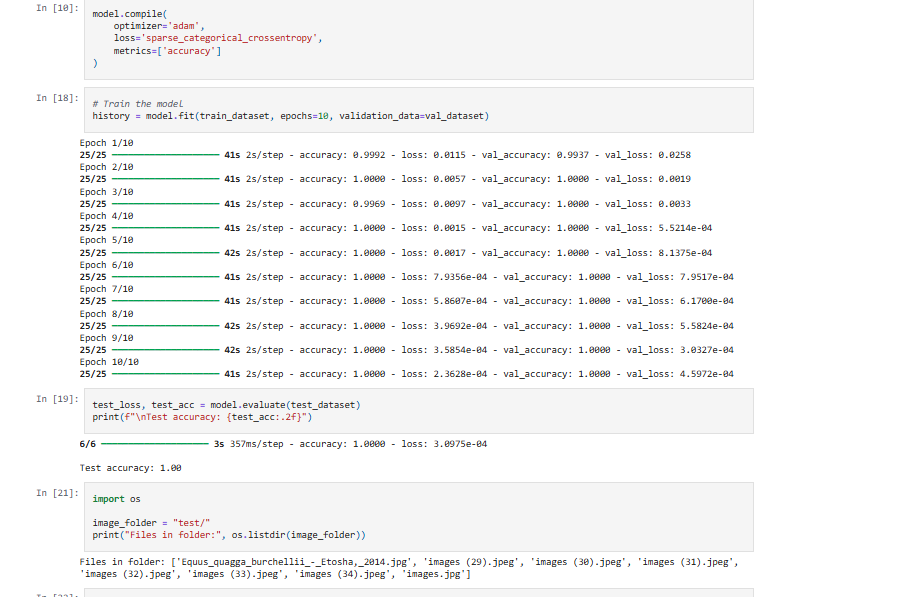 In [10]:
model.compile(
    optimizer='adam',
    loss='sparse_categorical_crossentropy',
    metrics=['accuracy']
)
In [18]:
# Train the model
history = model.fit(train_dataset, epochs=10, validation_data=val_dataset)
Epoch 1/10
25/25 41s 2s/step - accuracy: 0.9992 - loss: 0.0115 - val_accuracy: 0.9937 - val_loss: 0.0258
Epoch 2/10
25/25 41s 2s/step - accuracy: 1.0000 - loss: 0.0057 - val_accuracy: 1.0000 - val_loss: 0.0019
Epoch 3/10
25/25 41s 2s/step - accuracy: 0.9969 - loss: 0.0097 - val_accuracy: 1.0000 - val_loss: 0.0033
Epoch 4/10
25/25 41s 2s/step - accuracy: 1.0000 - loss: 0.0015 - val_accuracy: 1.0000 - val_loss: 5.5214e-04
Epoch 5/10
25/25 42s 2s/step - accuracy: 1.0000 - loss: 0.0017 - val_accuracy: 1.0000 - val_loss: 8.1375e-04
Epoch 6/10
25/25 41s 2s/step - accuracy: 1.0000 - loss: 7.9356e-04 - val_accuracy: 1.0000 - val_loss: 7.9517e-04
Epoch 7/10
25/25 41s 2s/step - accuracy: 1.0000 - loss: 5.8607e-04 - val_accuracy: 1.0000 - val_loss: 6.1700e-04
Epoch 8/10
25/25 42s 2s/step - accuracy: 1.0000 - loss: 3.9692e-04 - val_accuracy: 1.0000 - val_loss: 5.5824e-04
Epoch 9/10
25/25 42s 2s/step - accuracy: 1.0000 - loss: 3.5854e-04 - val_accuracy: 1.0000 - val_loss: 3.0327e-04
Epoch 10/10
25/25 41s 2s/step - accuracy: 1.0000 - loss: 2.3628e-04 - val_accuracy: 1.0000 - val_loss: 4.5972e-04
In [19]:
test_loss, test_acc = model.evaluate(test_dataset)
print(f"\nTest accuracy: {test_acc:.2f}")
6/6 3s 357ms/step - accuracy: 1.0000 - loss: 3.0975e-04
Test accuracy: 1.00
In [21]:
import os
image_folder = "test/"
print("Files in folder:", os.listdir(image_folder))
Files in folder: ['Equus_quagga_burchellii_-_Etosha,_2014.jpg', 'images (29).jpeg', 'images (30).jpeg', 'images (31).jpeg',
'images (32).jpeg', 'images (33).jpeg', 'images (34).jpeg', 'images.jpg']